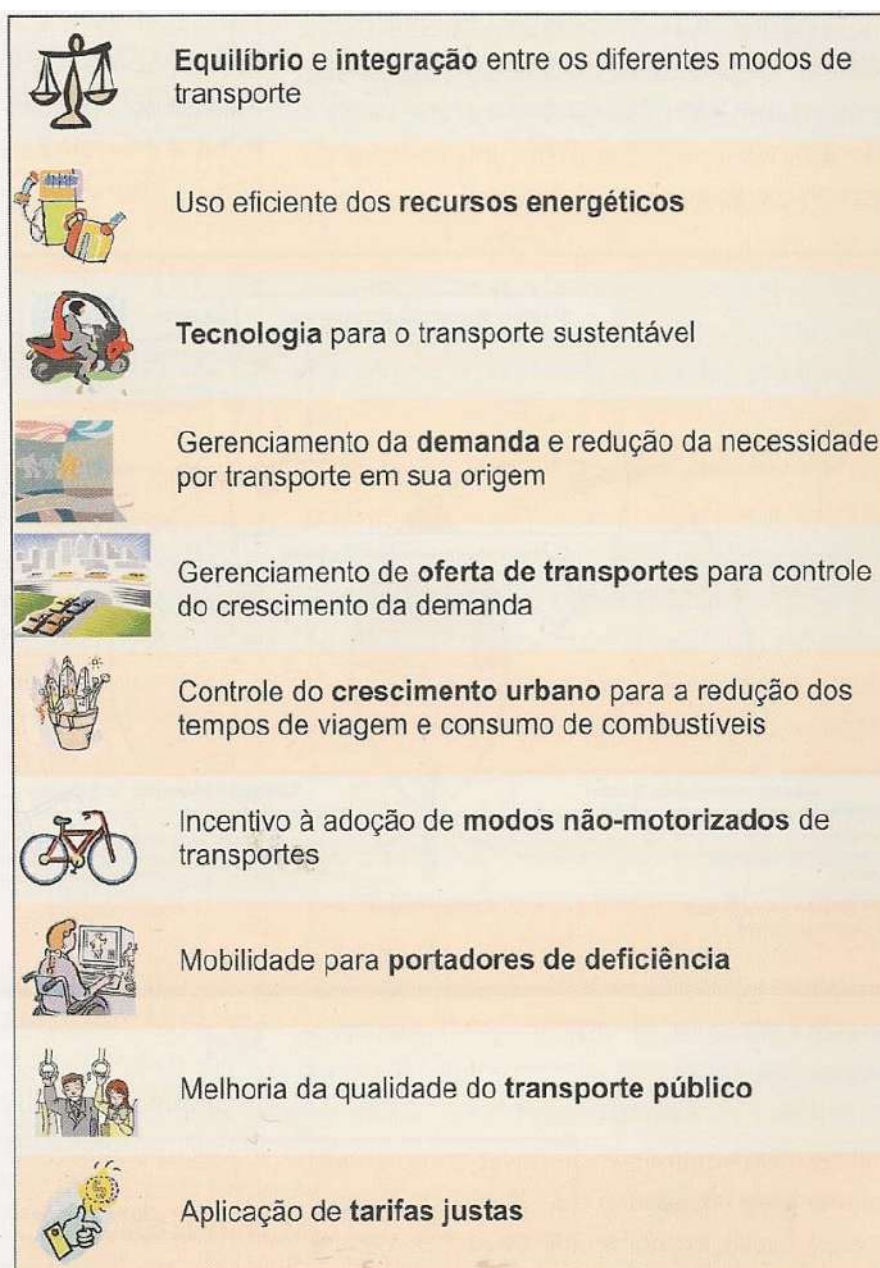 Equilíbrio e integração entre os diferentes modos de
transporte
Uso eficiente dos recursos energéticos
Tecnologia para o transporte sustentável
Gerenciamento da demanda e redução da necessidade
por transporte em sua origem
Gerenciamento de oferta de transportes para controle
do crescimento da demanda
Controle do crescimento urbano para a redução dos
tempos de viagem e consumo de combustíveis
Incentivo à adoção de modos não-motorizados de
transportes
Mobilidade para portadores de deficiência
Melhoria da qualidade do transporte público
Aplicação de tarifas justas